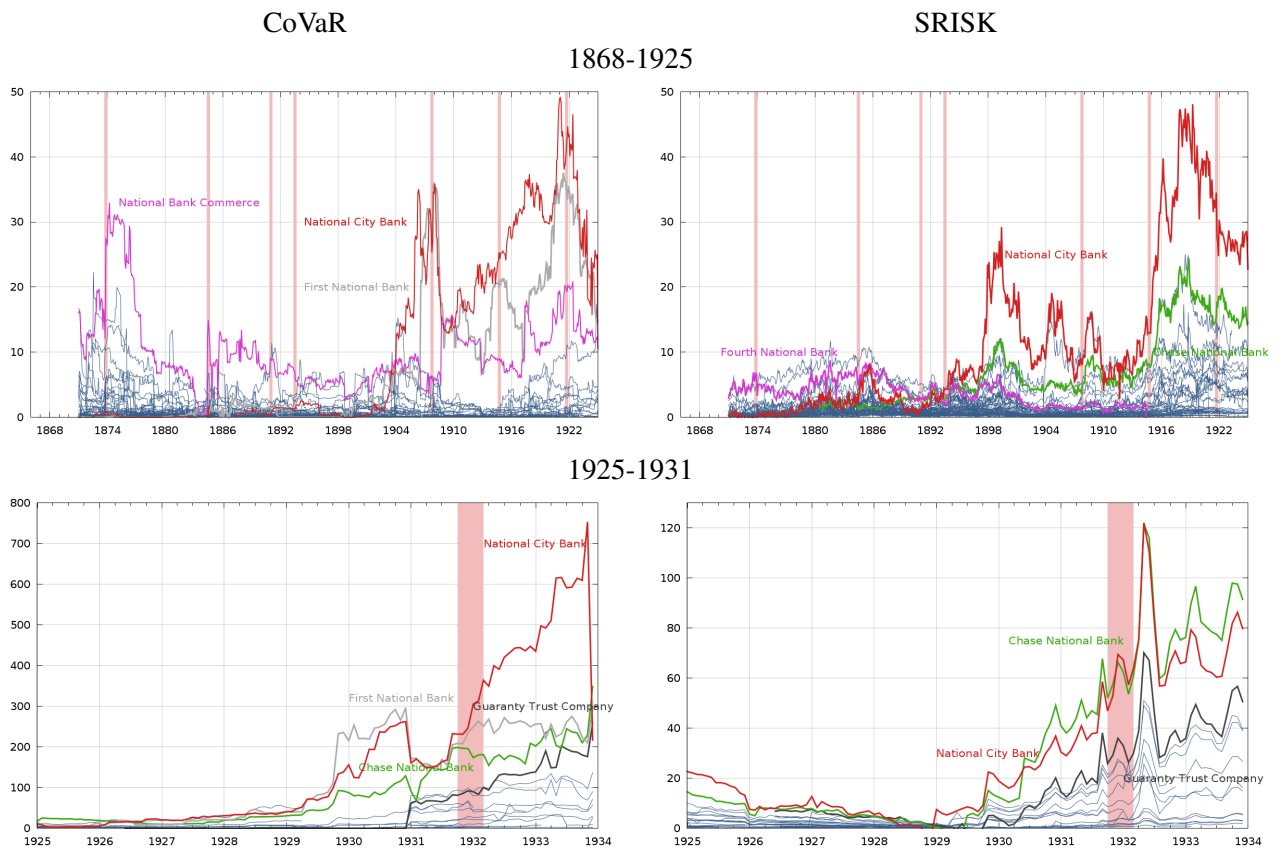 CoVaR SRISK
1868-1925
50 50
40 40
National Bank Commerce
30 National City Bank 30
National City Bank
20 First National Bank 20
10 Fourth National Bank Chase National Bank 10
0 0
1868 1874 1880 1886 1892 1898 1904 1910 1916 1922 1868 1874 1880 1886 1892 1898 1904 1910 1916 1922
1925-1931
800
700 National City Bank 120
600 100
500 80
400 Chase National Bank
First National Bank 60
300 Guaranty Trust Company
200 40
Chase National Bank National City Bank
100 20 Guaranty Trust Company
0 0
1925 1926 1927 1928 1929 1930 1931 1932 1933 1934 1925 1926 1927 1928 1929 1930 1931 1932 1933 1934